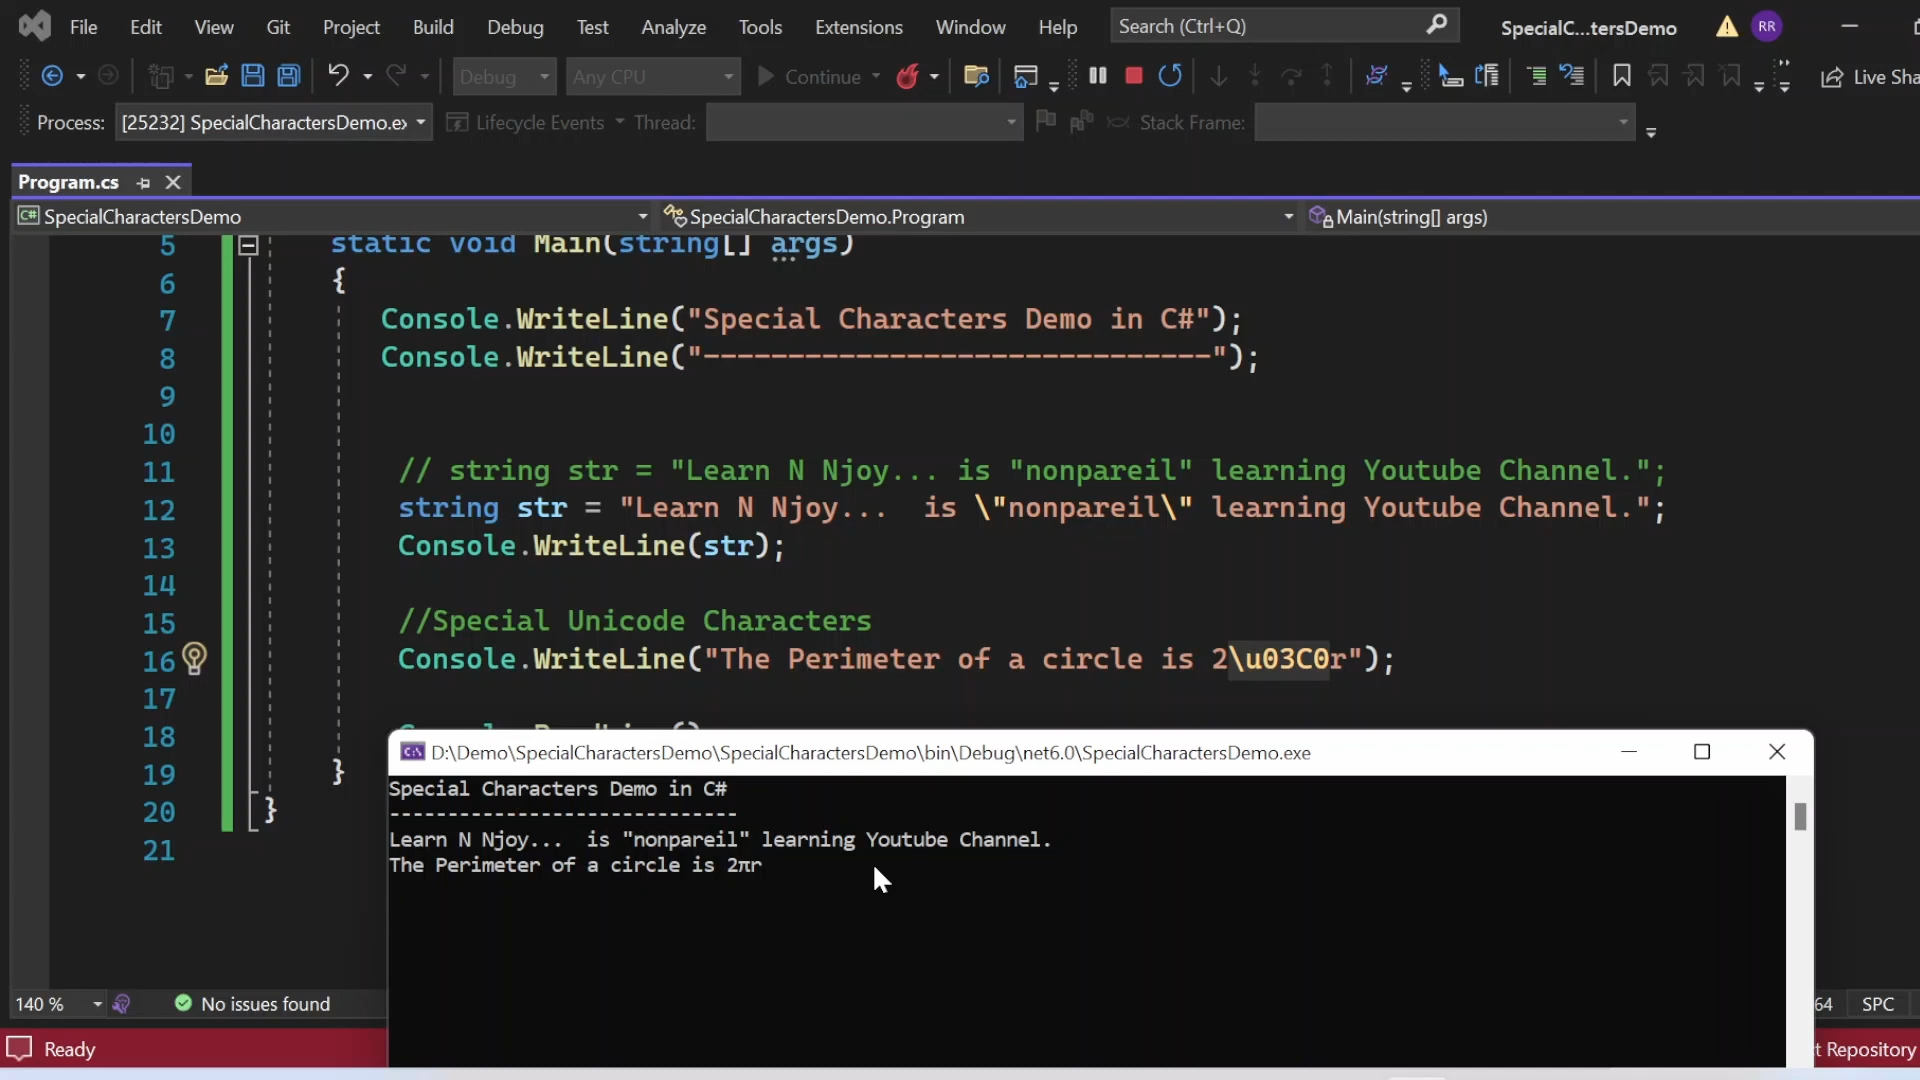 File Edit View Git Project Build Debug Test Analyze Tools Extensions Window Help Search (Ctrl+Q) SpecialC...tersDemo RR
Debug Any CPU Continue Live Sha
Process: [25232] SpecialCharactersDemo.ex Lifecycle Events Thread: Stack Frame:
Program.cs
C# SpecialCharactersDemo SpecialCharactersDemo.Program Main(string[] args)
5 static void Main(string[] args)
6 {
7 Console.WriteLine("Special Characters Demo in C#");
8 Console.WriteLine("------------------------------");
9
10
11 // string str = "Learn N Njoy... is "nonpareil" learning Youtube Channel.";
12 string str = "Learn N Njoy...  is \"nonpareil\" learning Youtube Channel.";
13 Console.WriteLine(str);
14
15 //Special Unicode Characters
16 Console.WriteLine("The Perimeter of a circle is 2\u03C0r");
17
18
19 }
20 }
21
C:\ D:\Demo\SpecialCharactersDemo\SpecialCharactersDemo\bin\Debug\net6.0\SpecialCharactersDemo.exe
Special Characters Demo in C#
------------------------------
Learn N Njoy...  is "nonpareil" learning Youtube Channel.
The Perimeter of a circle is 2πr
140 % No issues found 64 SPC
Ready t Repository